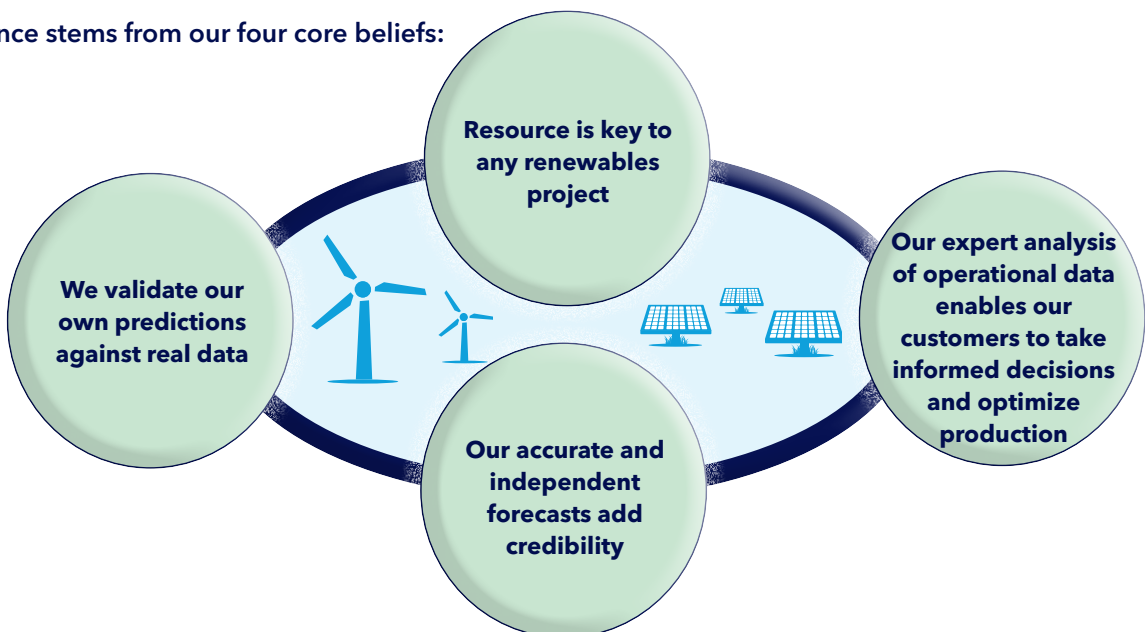 nce stems from our four core beliefs:
Resource is key to
any renewables
project
We validate our
own predictions
against real data
Our expert analysis
of operational data
enables our
customers to take
informed decisions
and optimize
production
Our accurate and
independent
forecasts add
credibility